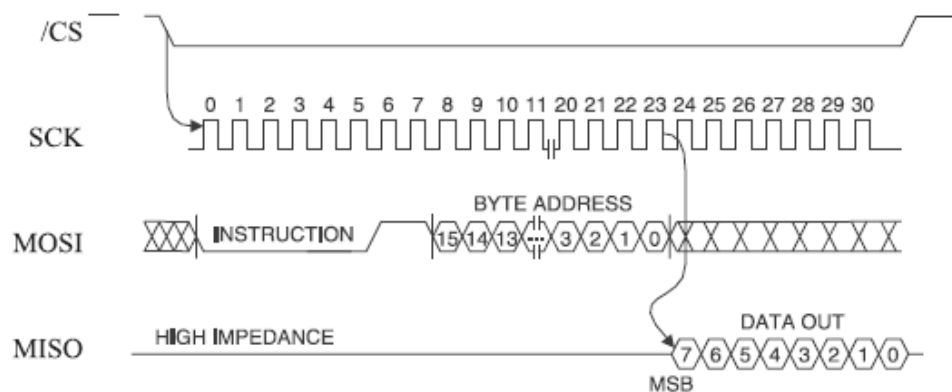 /CS
0 1 2 3 4 5 6 7 8 9 10 11 20 21 22 23 24 25 26 27 28 29 30
SCK
BYTE ADDRESS
MOSI INSTRUCTION 15 14 13 ... 3 2 1 0
HIGH IMPEDANCE DATA OUT
MISO 7 6 5 4 3 2 1 0
MSB